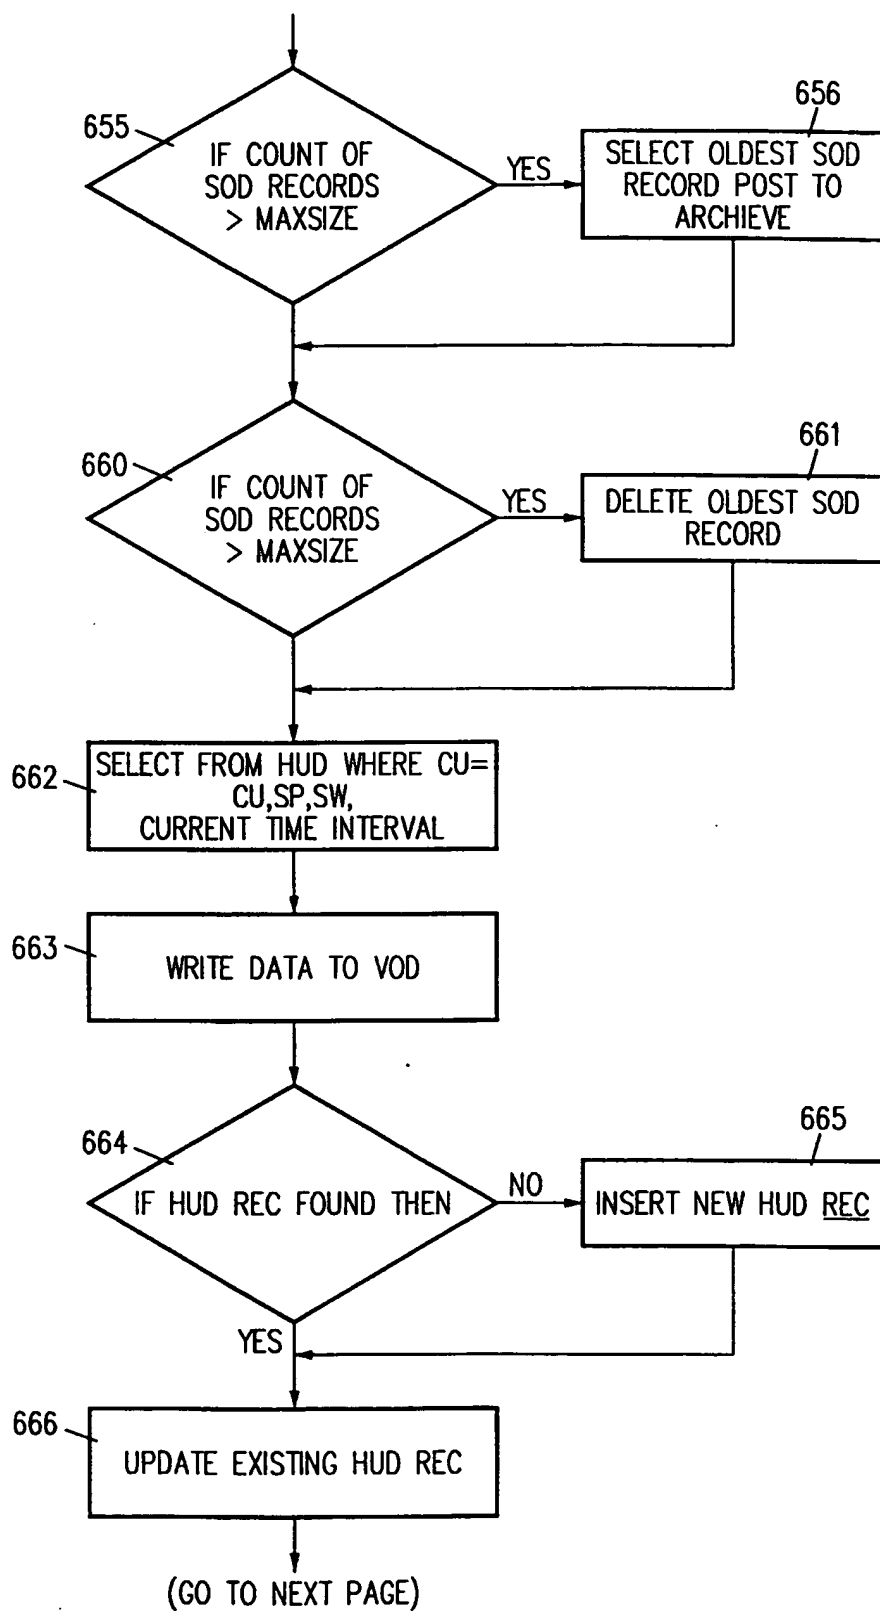 655
IF COUNT OF
SOD RECORDS
> MAXSIZE
YES
656
SELECT OLDEST SOD
RECORD POST TO
ARCHIEVE
660
IF COUNT OF
SOD RECORDS
> MAXSIZE
YES
661
DELETE OLDEST SOD
RECORD
662
SELECT FROM HUD WHERE CU=
CU,SP,SW,
CURRENT TIME INTERVAL
663
WRITE DATA TO VOD
664
IF HUD REC FOUND THEN
NO
665
INSERT NEW HUD REC
YES
666
UPDATE EXISTING HUD REC
(GO TO NEXT PAGE)